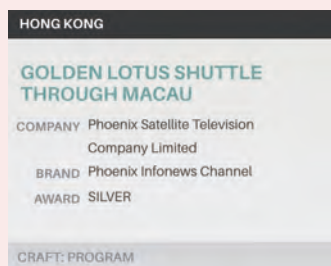 HONG KONG
GOLDEN LOTUS SHUTTLE
THROUGH MACAU
COMPANY Phoenix Satellite Television
Company Limited
BRAND Phoenix Infonews Channel
AWARD SILVER
CRAFT: PROGRAM